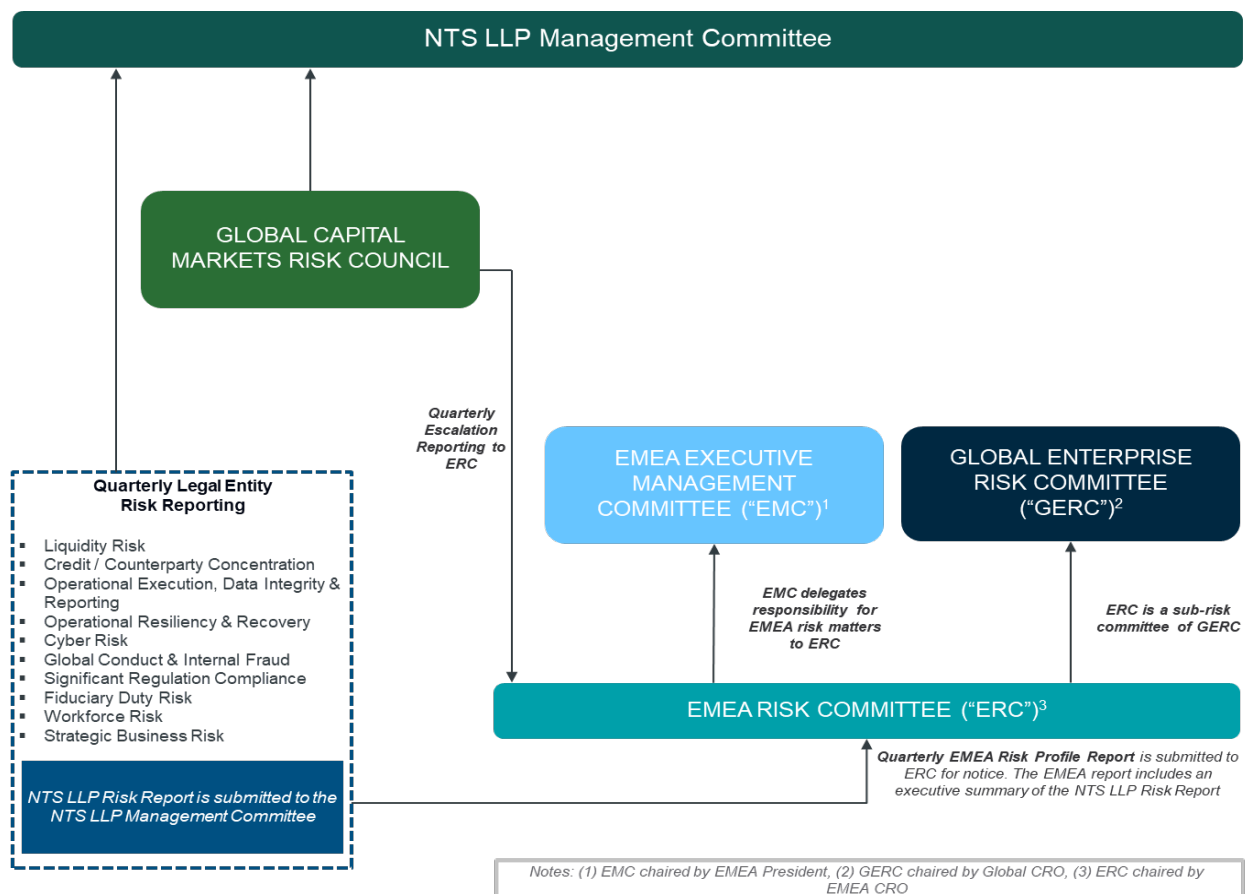 NTS LLP Management Committee
GLOBAL CAPITAL
MARKETS RISK COUNCIL
Quarterly
Escalation
Reporting to
ERC
EMEA EXECUTIVE
MANAGEMENT
COMMITTEE (“EMC”)1
GLOBAL ENTERPRISE
RISK COMMITTEE
(“GERC”)2
Quarterly Legal Entity
Risk Reporting
▪ Liquidity Risk
▪ Credit / Counterparty Concentration
▪ Operational Execution, Data Integrity &
Reporting
▪ Operational Resiliency & Recovery
▪ Cyber Risk
▪ Global Conduct & Internal Fraud
▪ Significant Regulation Compliance
▪ Fiduciary Duty Risk
▪ Workforce Risk
▪ Strategic Business Risk
NTS LLP Risk Report is submitted to the
NTS LLP Management Committee
EMC delegates
responsibility for
EMEA risk matters
to ERC
ERC is a sub-risk
committee of GERC
EMEA RISK COMMITTEE (“ERC”)3
Quarterly EMEA Risk Profile Report is submitted to
ERC for notice. The EMEA report includes an
executive summary of the NTS LLP Risk Report
Notes: (1) EMC chaired by EMEA President, (2) GERC chaired by Global CRO, (3) ERC chaired by
EMEA CRO